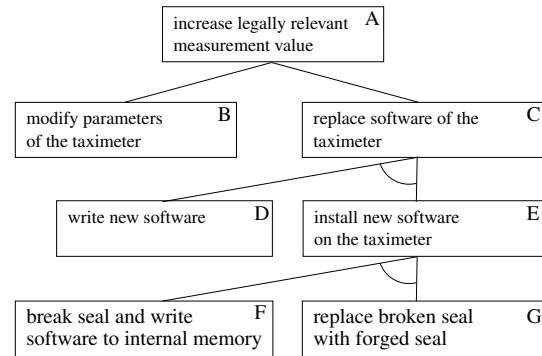 increase legally relevant A
measurement value
modify parameters B
of the taximeter
replace software of the C
taximeter
write new software D
install new software E
on the taximeter
break seal and write F
software to internal memory
replace broken seal G
with forged seal